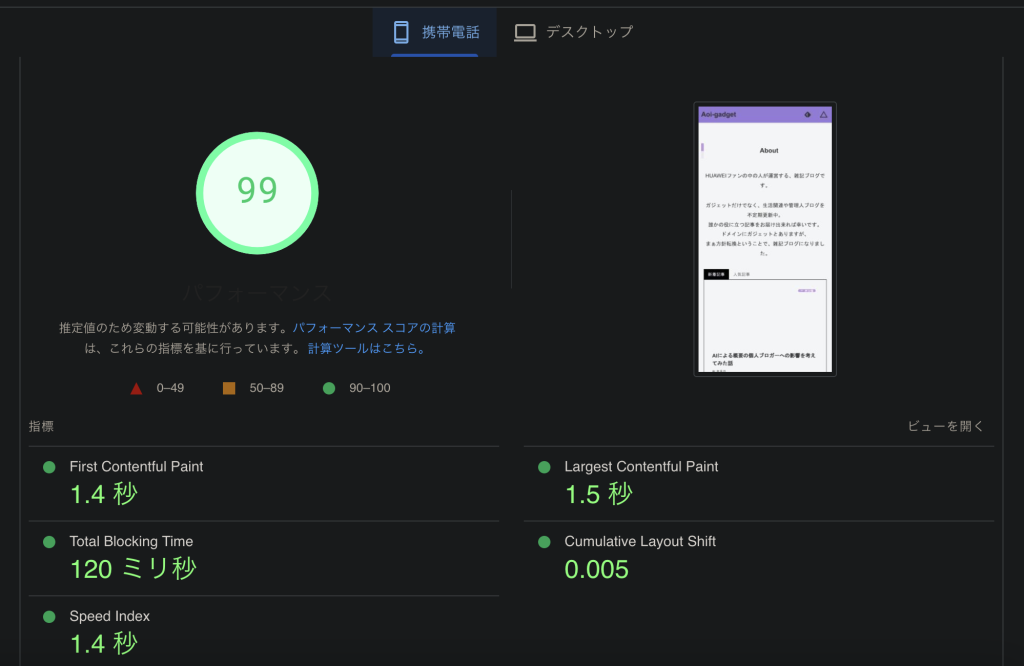 携帯電話
デスクトップ
99
パフォーマンス
推定値のため変動する可能性があります。パフォーマンス スコアの計算
は、これらの指標を基に行っています。計算ツールはこちら。
0–49
50–89
90–100
Aol-gadget
About
HUAWEIファンの中の人が運営する、雑記ブログで
す。
ガジェットだけでなく、生活関連や管理人ブログを
不定期更新中。
誰かの役に立つ記事をお届け出来れば幸いです。
ドメインにガジェットとありますが、
まぁ方針転換ということで、雑記ブログになりまし
た。
新着記事
人気記事
AIによる概要の個人ブロガーへの影響を考え
てみた話
指標
ビューを開く
First Contentful Paint
1.4 秒
Largest Contentful Paint
1.5 秒
Total Blocking Time
120 ミリ秒
Cumulative Layout Shift
0.005
Speed Index
1.4 秒